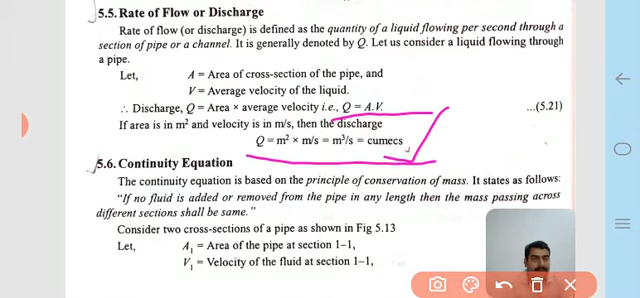 5.5. Rate of Flow or Discharge
Rate of flow (or discharge) is defined as the quantity of a liquid flowing per second through a
section of pipe or a channel. It is generally denoted by Q. Let us consider a liquid flowing through
a pipe.
Let, A = Area of cross-section of the pipe, and
V = Average velocity of the liquid.
∴ Discharge, Q = Area × average velocity i.e., Q = A.V. ...(5.21)
If area is in m² and velocity is in m/s, then the discharge
Q = m² × m/s = m³/s = cumecs
5.6. Continuity Equation
The continuity equation is based on the principle of conservation of mass. It states as follows:
"If no fluid is added or removed from the pipe in any length then the mass passing across
different sections shall be same."
Consider two cross-sections of a pipe as shown in Fig 5.13
Let, A₁ = Area of the pipe at section 1–1,
V₁ = Velocity of the fluid at section 1–1,